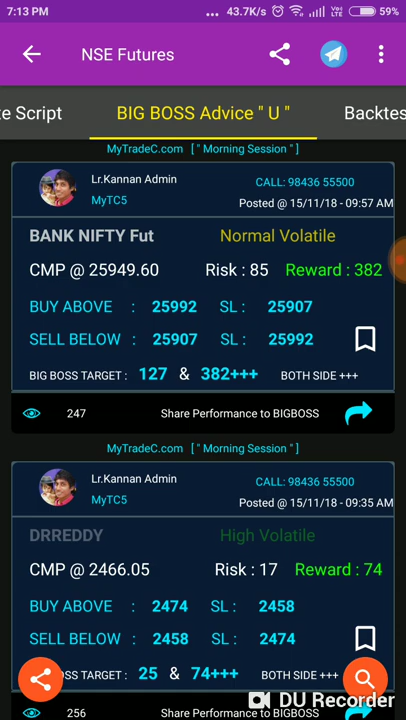 7:13 PM ... 43.7K/s VoLTE 59%
NSE Futures
te Script BIG BOSS Advice " U " Backtes
MyTradeC.com [ " Morning Session " ]
Lr.Kannan Admin CALL: 98436 55500
MyTC5 Posted @ 15/11/18 - 09:57 AM
BANK NIFTY Fut Normal Volatile
CMP @ 25949.60 Risk : 85 Reward : 382
BUY ABOVE : 25992 SL : 25907
SELL BELOW : 25907 SL : 25992
BIG BOSS TARGET : 127 & 382+++ BOTH SIDE +++
247 Share Performance to BIGBOSS
MyTradeC.com [ " Morning Session " ]
Lr.Kannan Admin CALL: 98436 55500
MyTC5 Posted @ 15/11/18 - 09:35 AM
DRREDDY High Volatile
CMP @ 2466.05 Risk : 17 Reward : 74
BUY ABOVE : 2474 SL : 2458
SELL BELOW : 2458 SL : 2474
OSS TARGET : 25 & 74+++ BOTH SIDE +++
DU Recorder
256 Share Performance to BIGBOSS